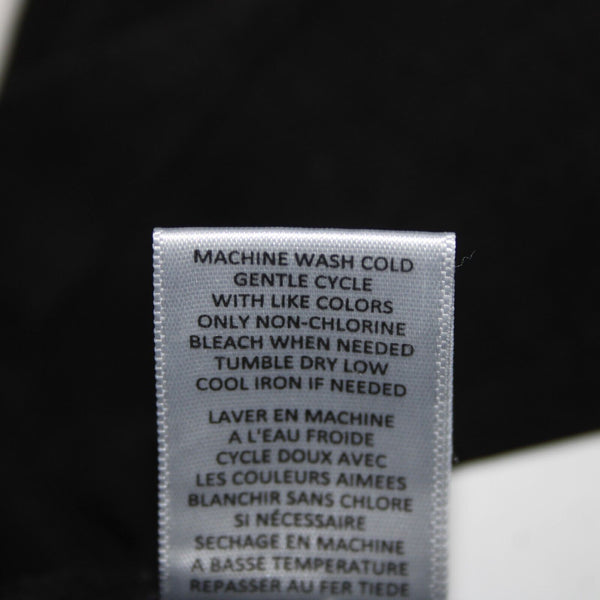 MACHINE WASH COLD
GENTLE CYCLE
WITH LIKE COLORS
ONLY NON-CHLORINE
BLEACH WHEN NEEDED
TUMBLE DRY LOW
COOL IRON IF NEEDED
LAVER EN MACHINE
A L'EAU FROIDE
CYCLE DOUX AVEC
LES COULEURS AIMEES
BLANCHIR SANS CHLORE
SI NÉCESSAIRE
SECHAGE EN MACHINE
A BASSE TEMPERATURE
REPASSER AU FER TIEDE